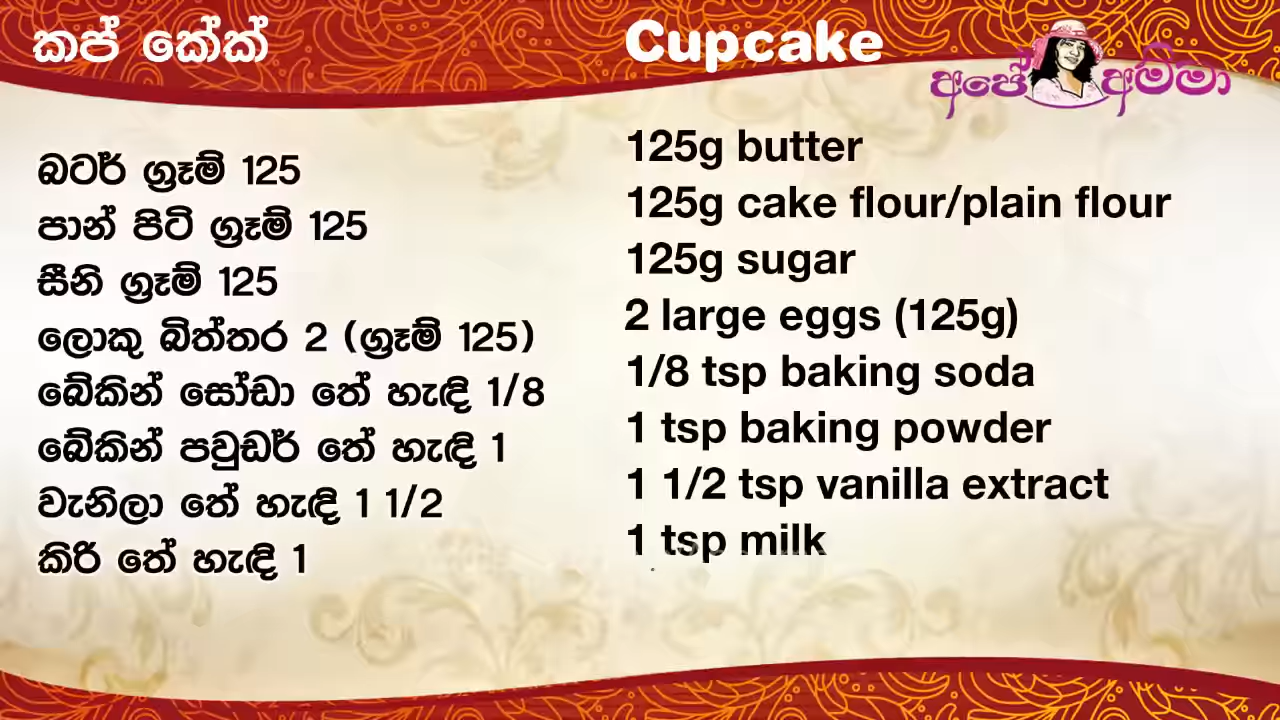 කප් කේක්
බටර් ග්‍රෑම් 125
පාන් පිටි ග්‍රෑම් 125
සීනි ග්‍රෑම් 125
ලොකු බිත්තර 2 (ග්‍රෑම් 125)
බේකින් සෝඩා තේ හැඳි 1/8
බේකින් පවුඩර් තේ හැඳි 1
වැනිලා තේ හැඳි 1 1/2
කිරි තේ හැඳි 1
Cupcake
අපේ අම්මා
125g butter
125g cake flour/plain flour
125g sugar
2 large eggs (125g)
1/8 tsp baking soda
1 tsp baking powder
1 1/2 tsp vanilla extract
1 tsp milk